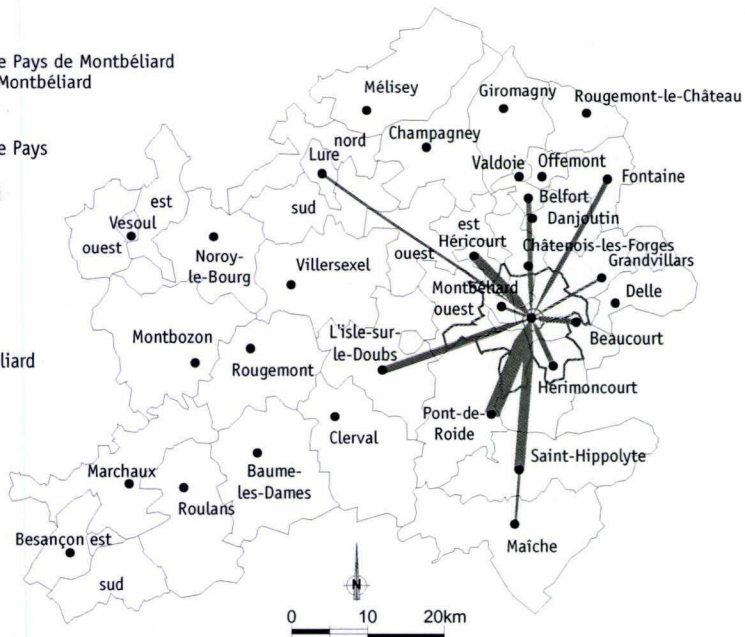 e Pays de Montbéliard
Montbéliard
e Pays
liard
Mélisey
Giromagny
Rougemont-le-Château
nord
Champagney
Lure
Valdoie
Offemont
Fontaine
est
Belfort
sud
Danjoutin
Vesoul
ouest
Noroy-
le-Bourg
est
Héricourt
ouest
Châtenois-les-Forges
Grandvillars
Villersexel
Montbéliard
ouest
Delle
Montbozon
L'isle-sur-
le-Doubs
Beaucourt
Rougemont
Hérimoncourt
Pont-de-
Roide
Clerval
Saint-Hippolyte
Marchaux
Baume-
les-Dames
Roulans
Besançon est
Maîche
sud
N
0 10 20km